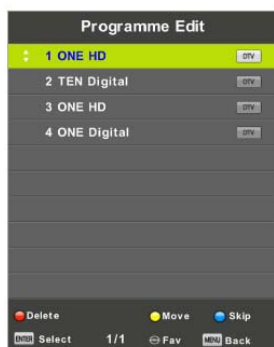 Programme Edit
1 ONE HD DTV
2 TEN Digital DTV
3 ONE HD DTV
4 ONE Digital DTV
Delete Move Skip
ENTER Select 1/1 Fav MENU Back